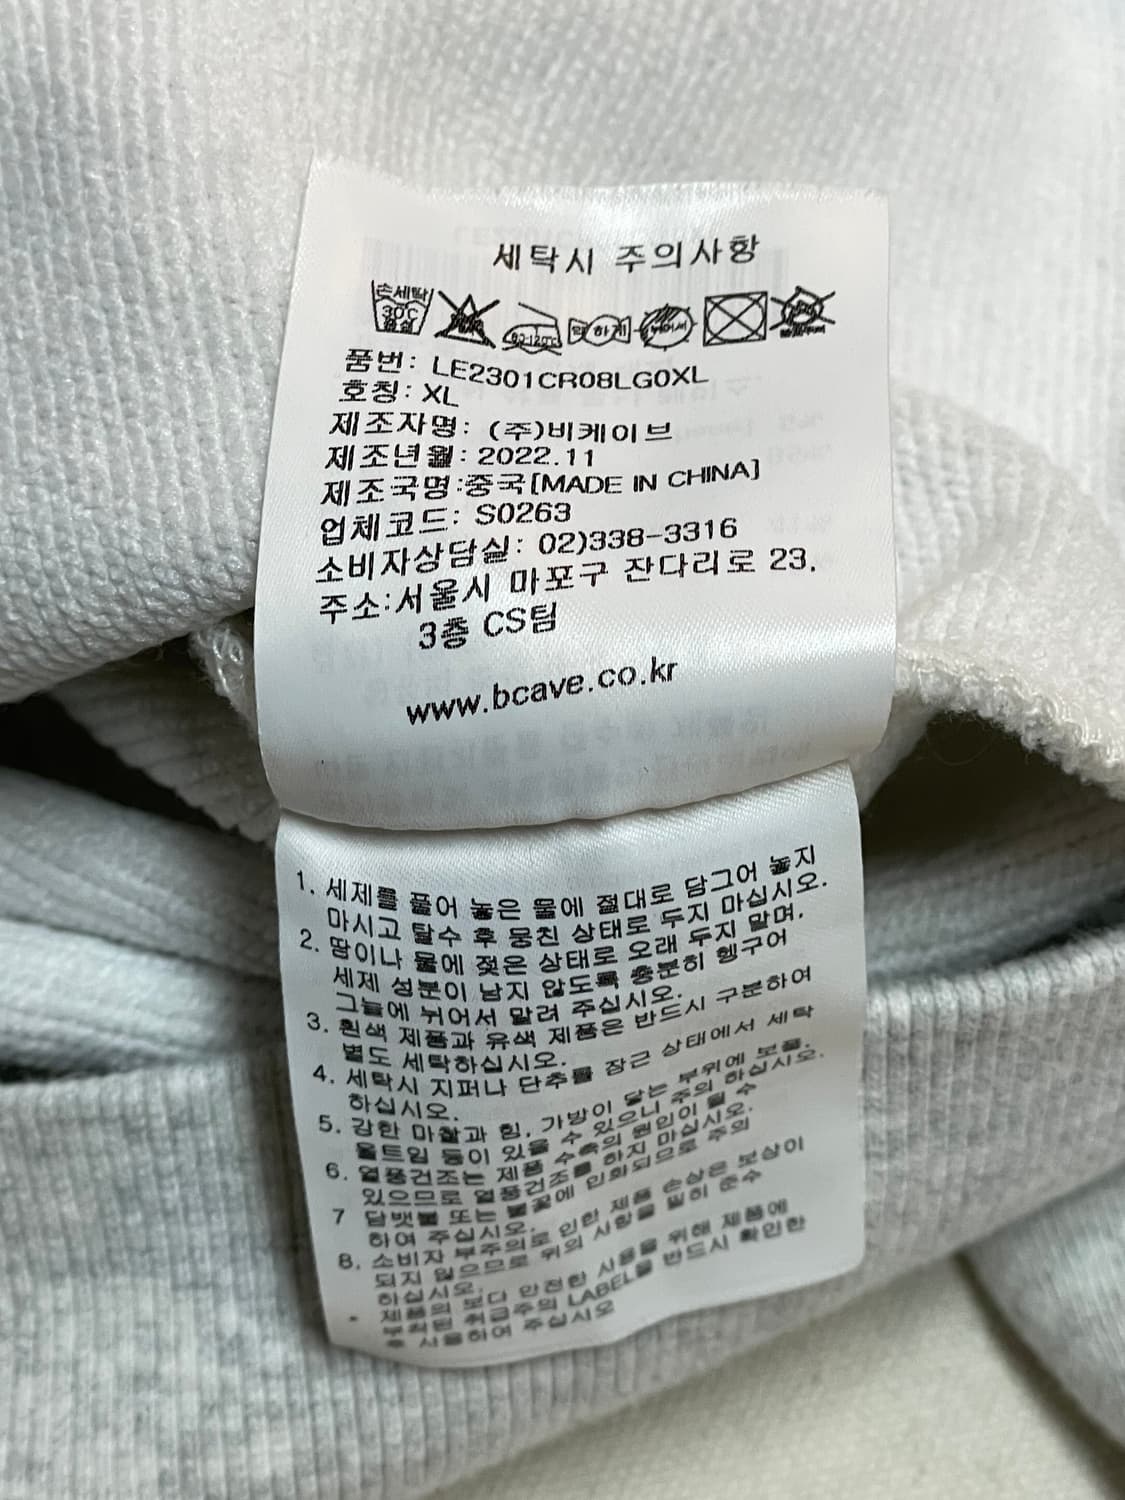 세탁시 주의사항
손세탁
30℃
중성
80-120℃
약하게
뉘어서
품번: LE2301CR08LG0XL
호칭: XL
제조자명: (주)비케이브
제조년월: 2022.11
제조국명:중국[MADE IN CHINA]
업체코드: S0263
소비자상담실: 02)338-3316
주소:서울시 마포구 잔다리로 23.
3층 CS팀
www.bcave.co.kr
1. 세제를 풀어 놓은 물에 절대로 담그어 놓지
마시고 탈수 후 뭉친 상태로 두지 마십시오.
2. 땀이나 물에 젖은 상태로 오래 두지 말며,
세제 성분이 남지 않도록 충분히 헹구어
그늘에 뉘어서 말려 주십시오.
3. 흰색 제품과 유색 제품은 반드시 구분하여
별도 세탁하십시오.
4. 세탁시 지퍼나 단추를 잠근 상태에서 세탁
하십시오.
5. 강한 마찰과 힘, 가방이 닿는 부위에 보풀.
올트임 등이 있을 수 있으니 주의 하십시오.
6. 열풍건조는 제품 수축의 원인이 될 수
있으므로 열풍건조를 하지 마십시오.
7 담뱃불 또는 불꽃에 인화되므로 주의
하여 주십시오.
8. 소비자 부주의로 인한 제품 손상은 보상이
되지 않으므로 위의 사항을 필히 준수
하십시오.
• 제품의 보다 안전한 사용을 위해 제품에
부착된 취급주의 LABEL을 반드시 확인한
후 사용하여 주십시오